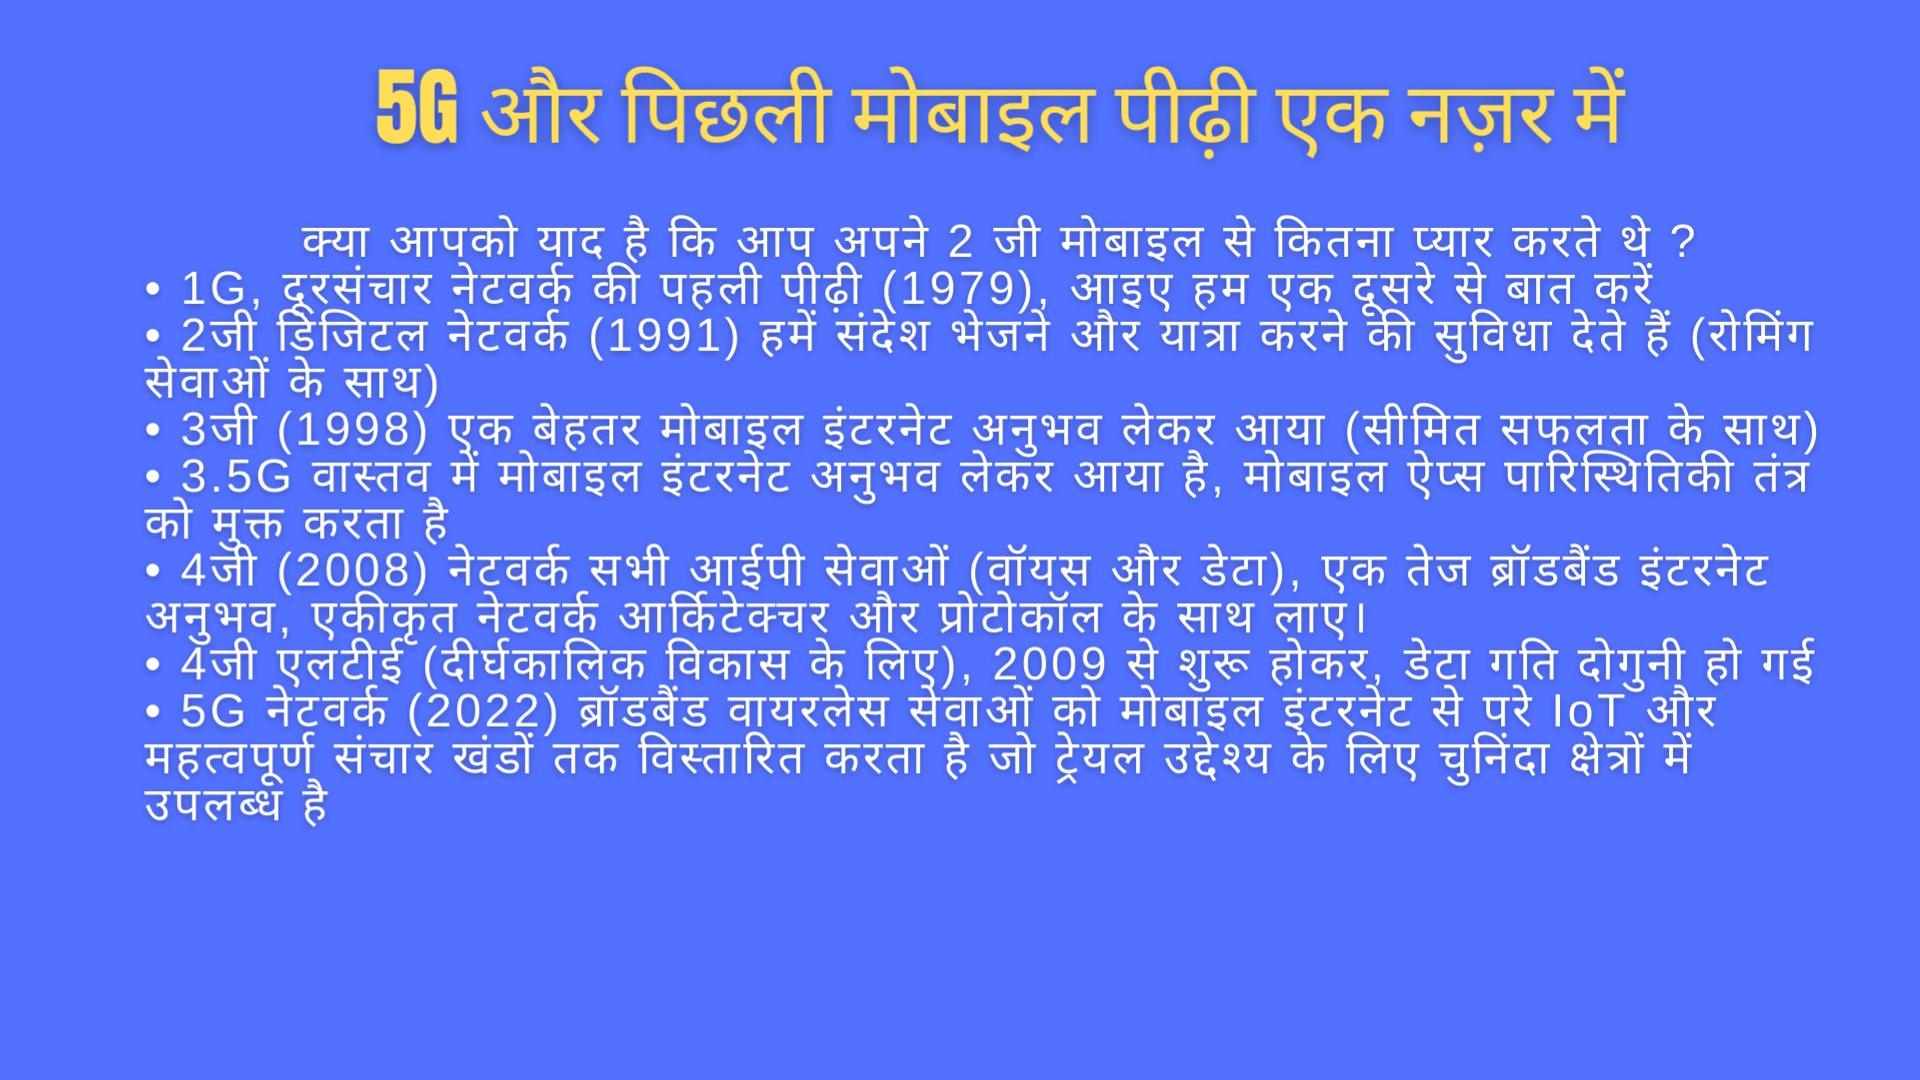 5G और पिछली मोबाइल पीढ़ी एक नज़र में
क्या आपको याद है कि आप अपने 2 जी मोबाइल से कितना प्यार करते थे ?
• 1G, दूरसंचार नेटवर्क की पहली पीढ़ी (1979), आइए हम एक दूसरे से बात करें
• 2जी डिजिटल नेटवर्क (1991) हमें संदेश भेजने और यात्रा करने की सुविधा देते हैं (रोमिंग
सेवाओं के साथ)
• 3जी (1998) एक बेहतर मोबाइल इंटरनेट अनुभव लेकर आया (सीमित सफलता के साथ)
• 3.5G वास्तव में मोबाइल इंटरनेट अनुभव लेकर आया है, मोबाइल ऐप्स पारिस्थितिकी तंत्र
को मुक्त करता है
• 4जी (2008) नेटवर्क सभी आईपी सेवाओं (वॉयस और डेटा), एक तेज ब्रॉडबैंड इंटरनेट
अनुभव, एकीकृत नेटवर्क आर्किटेक्चर और प्रोटोकॉल के साथ लाए।
• 4जी एलटीई (दीर्घकालिक विकास के लिए), 2009 से शुरू होकर, डेटा गति दोगुनी हो गई
• 5G नेटवर्क (2022) ब्रॉडबैंड वायरलेस सेवाओं को मोबाइल इंटरनेट से परे IoT और
महत्वपूर्ण संचार खंडों तक विस्तारित करता है जो ट्रेयल उद्देश्य के लिए चुनिंदा क्षेत्रों में
उपलब्ध है